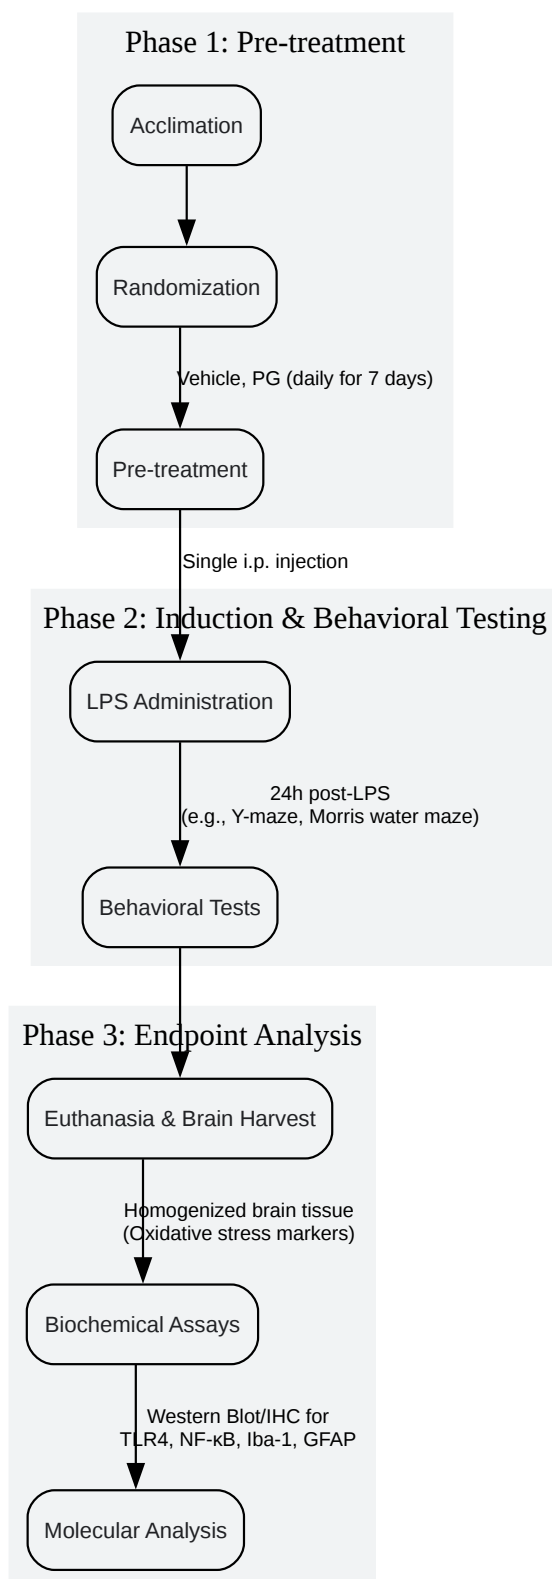 Phase 1: Pre-treatment
Acclimation
Randomization
Vehicle, PG (daily for 7 days)
Pre-treatment
Single i.p. injection
Phase 2: Induction & Behavioral Testing
LPS Administration
24h post-LPS
(e.g., Y-maze, Morris water maze)
Behavioral Tests
Phase 3: Endpoint Analysis
Euthanasia & Brain Harvest
Homogenized brain tissue
(Oxidative stress markers)
Biochemical Assays
Western Blot/IHC for
TLR4, NF-κB, Iba-1, GFAP
Molecular Analysis